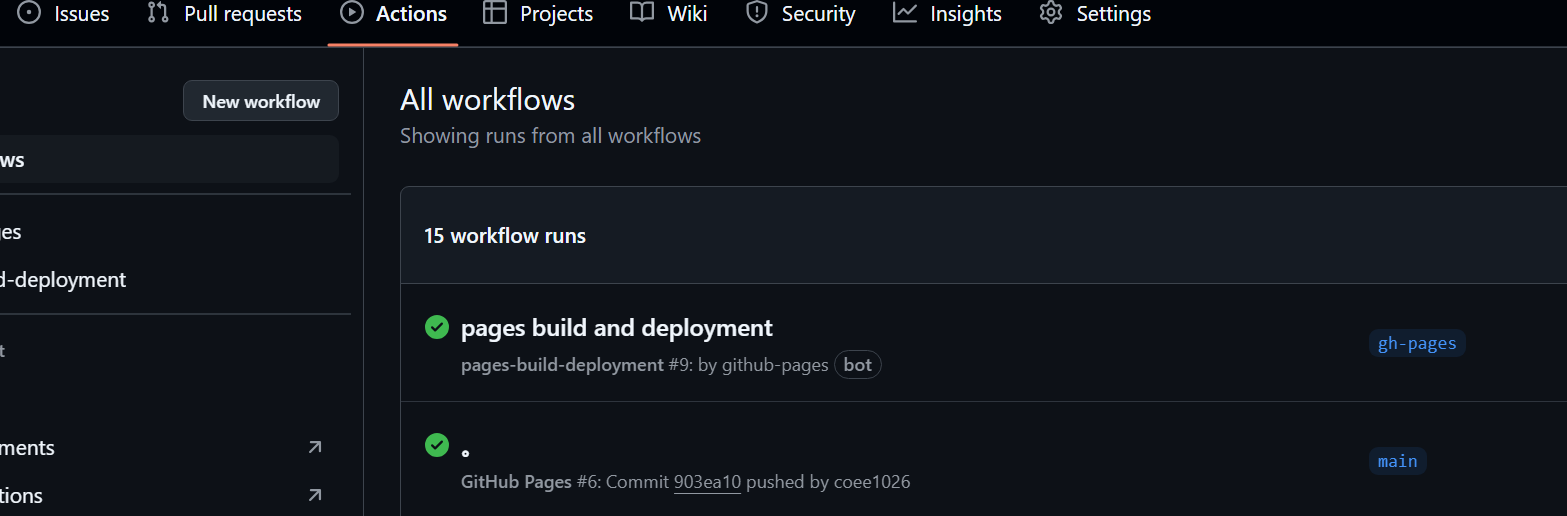 Issues Pull requests Actions Projects Wiki Security Insights Settings
New workflow
ws
ges
d-deployment
t
ments
tions
All workflows
Showing runs from all workflows
15 workflow runs
pages build and deployment
pages-build-deployment #9: by github-pages bot
gh-pages
。
GitHub Pages #6: Commit 903ea10 pushed by coee1026
main